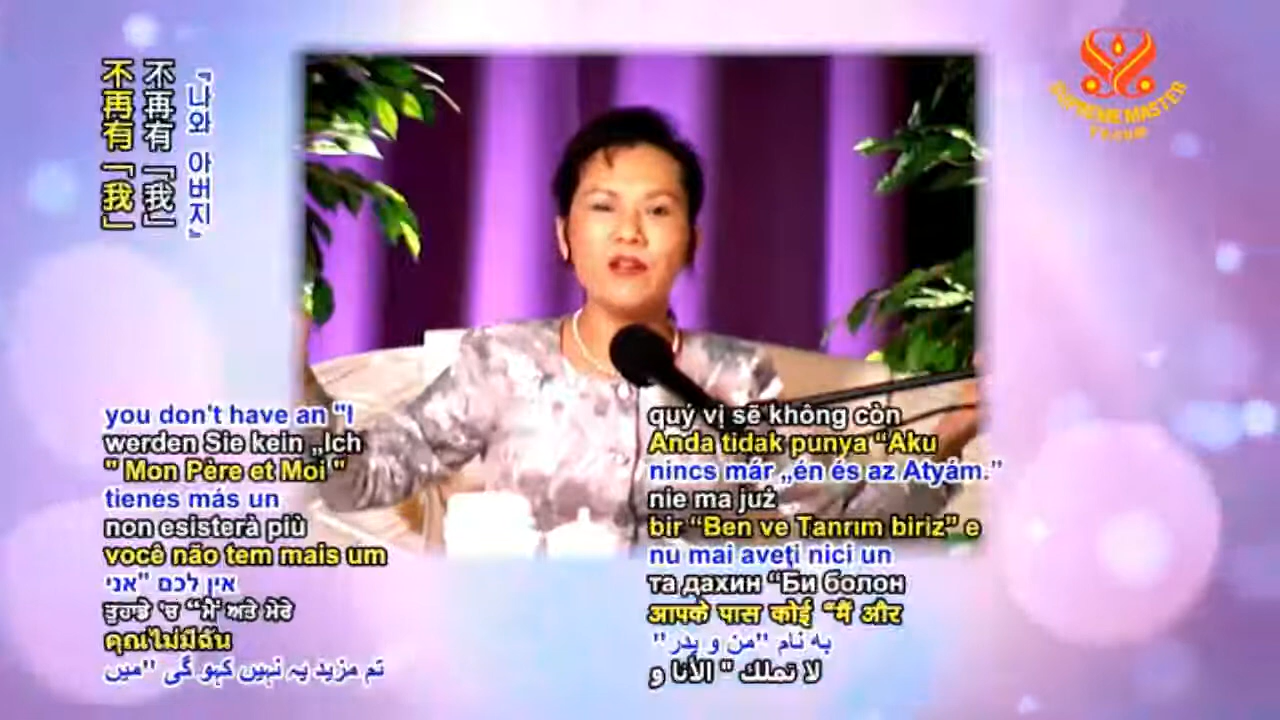 『나와 아버지』
不再有「我」
不再有「我」
SUPREME MASTER
TV.COM
you don't have an "I
werden Sie kein „Ich
" Mon Père et Moi "
tienes más un
non esisterà più
você não tem mais um
אין לכם "אני
ਤੁਹਾਡੇ 'ਚ “ਮੈਂ' ਅਤੇ ਮੇਰੇ
คุณไม่มีฉัน
تم مزید یہ نہیں کہو گی "میں
quý vị sẽ không còn
Anda tidak punya “Aku
nincs már „én és az Atyám.”
nie ma już
bir “Ben ve Tanrım biriz” e
nu mai aveţi nici un
та дахин “Би болон
आपके पास कोई “मैं और
به نام "من و پدر"
لا تملك " الأنا و